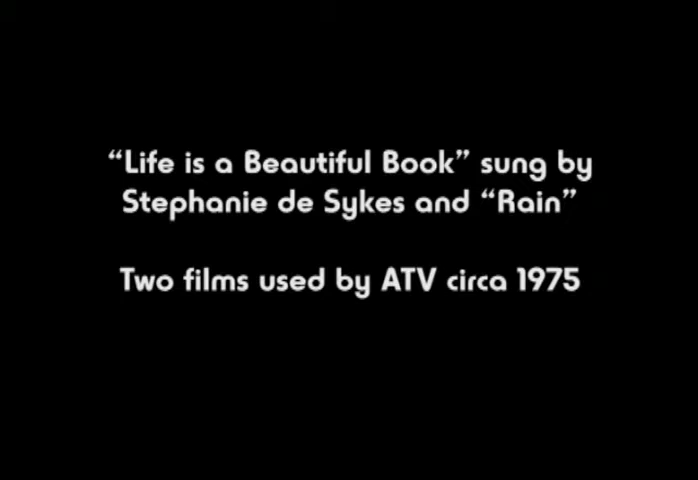 “Life is a Beautiful Book” sung by
Stephanie de Sykes and “Rain”
Two films used by ATV circa 1975